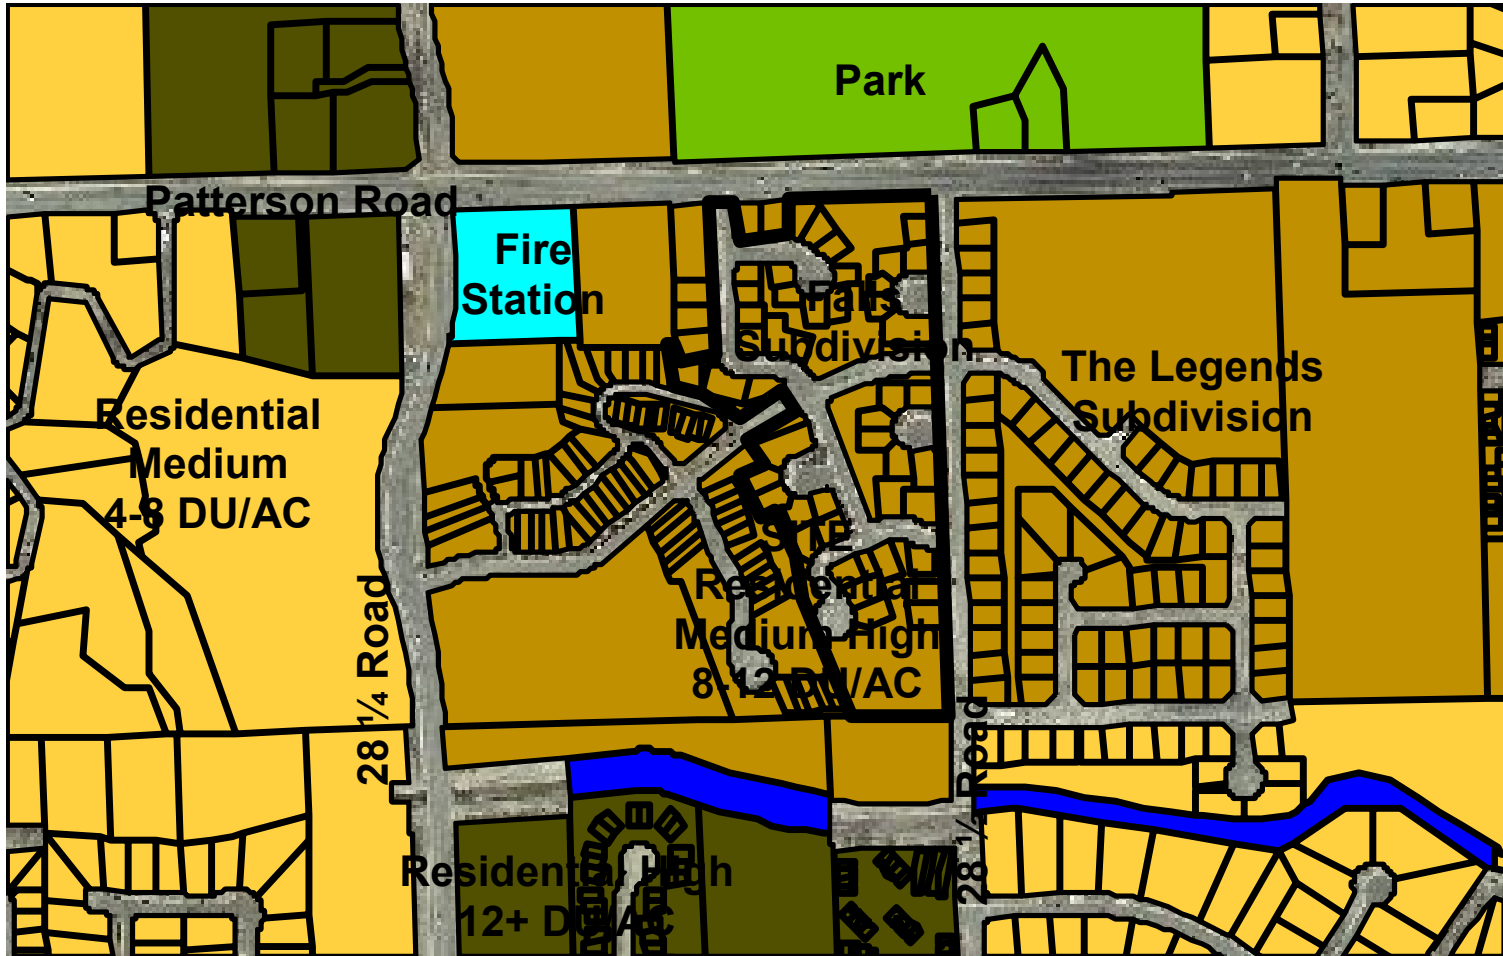 Park
Patterson Road
Fire
Station
Falls
Subdivision
The Legends
Subdivision
Residential
Medium
4-8 DU/AC
SITE
Residential
Medium High
8-12 DU/AC
28 ¼ Road
28 ½ Road
Residential High
12+ DU/AC